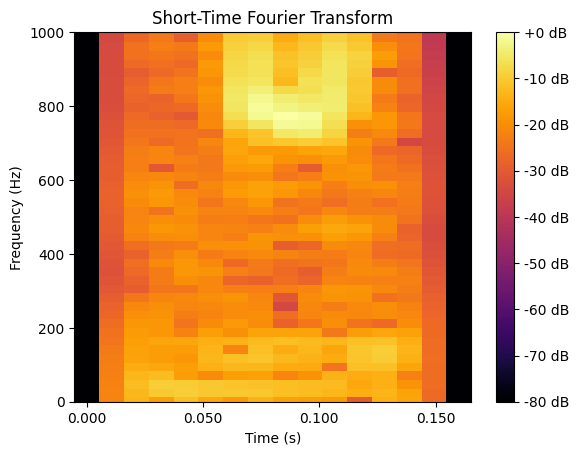 Short-Time Fourier Transform
1000
800
600
400
200
0
Frequency (Hz)
0.000
0.050
0.100
0.150
Time (s)
+0 dB
-10 dB
-20 dB
-30 dB
-40 dB
-50 dB
-60 dB
-70 dB
-80 dB